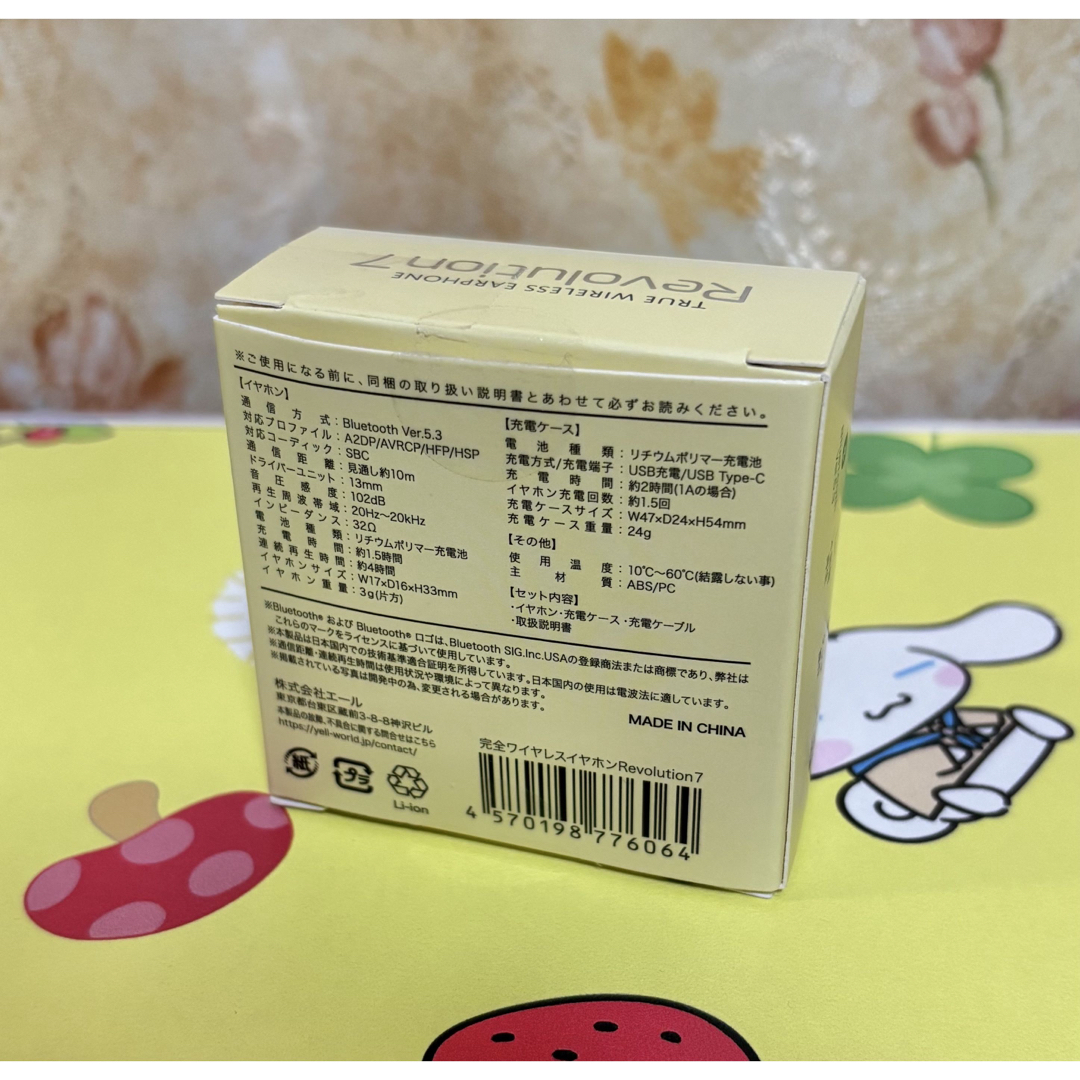 Revolution 7
TRUE WIRELESS EARPHONE
※ご使用になる前に、同梱の取り扱い説明書とあわせて必ずお読みください。
【イヤホン】
通信方式：Bluetooth Ver.5.3
対応プロファイル：A2DP/AVRCP/HFP/HSP
対応コーディック：SBC
通信距離：見通し約10m
ドライバーユニット：13mm
音圧感度：102dB
再生周波帯域：20Hz～20kHz
インピーダンス：32Ω
電池種類：リチウムポリマー充電池
充電時間：約1.5時間
連続再生時間：約4時間
イヤホンサイズ：W17×D16×H33mm
イヤホン重量：3g(片方)
【充電ケース】
電池種類：リチウムポリマー充電池
充電方式/充電端子：USB充電/USB Type-C
充電時間：約2時間(1Aの場合)
イヤホン充電回数：約1.5回
充電ケースサイズ：W47×D24×H54mm
充電ケース重量：24g
【その他】
使用温度：10℃～60℃(結露しない事)
主材質：ABS/PC
【セット内容】
・イヤホン・充電ケース・充電ケーブル
・取扱説明書
※Bluetooth® および Bluetooth® ロゴは、Bluetooth SIG.Inc.USAの登録商法または商標であり、弊社は
これらのマークをライセンスに基づいて使用しています。
※本製品は日本国内での技術基準適合証明を所得しています。日本国内の使用は電波法に適しています。
※通信距離・連続再生時間は使用状況や環境によって異なります。
※掲載されている写真は開発中の為、変更される場合があります。
株式会社エール
東京都台東区蔵前3-8-8神沢ビル
本製品の故障、不具合に関する問合せはこちら
https://yell-world.jp/contact/
MADE IN CHINA
紙
タラ
Li-ion
完全ワイヤレスイヤホンRevolution7
4 570198 776064